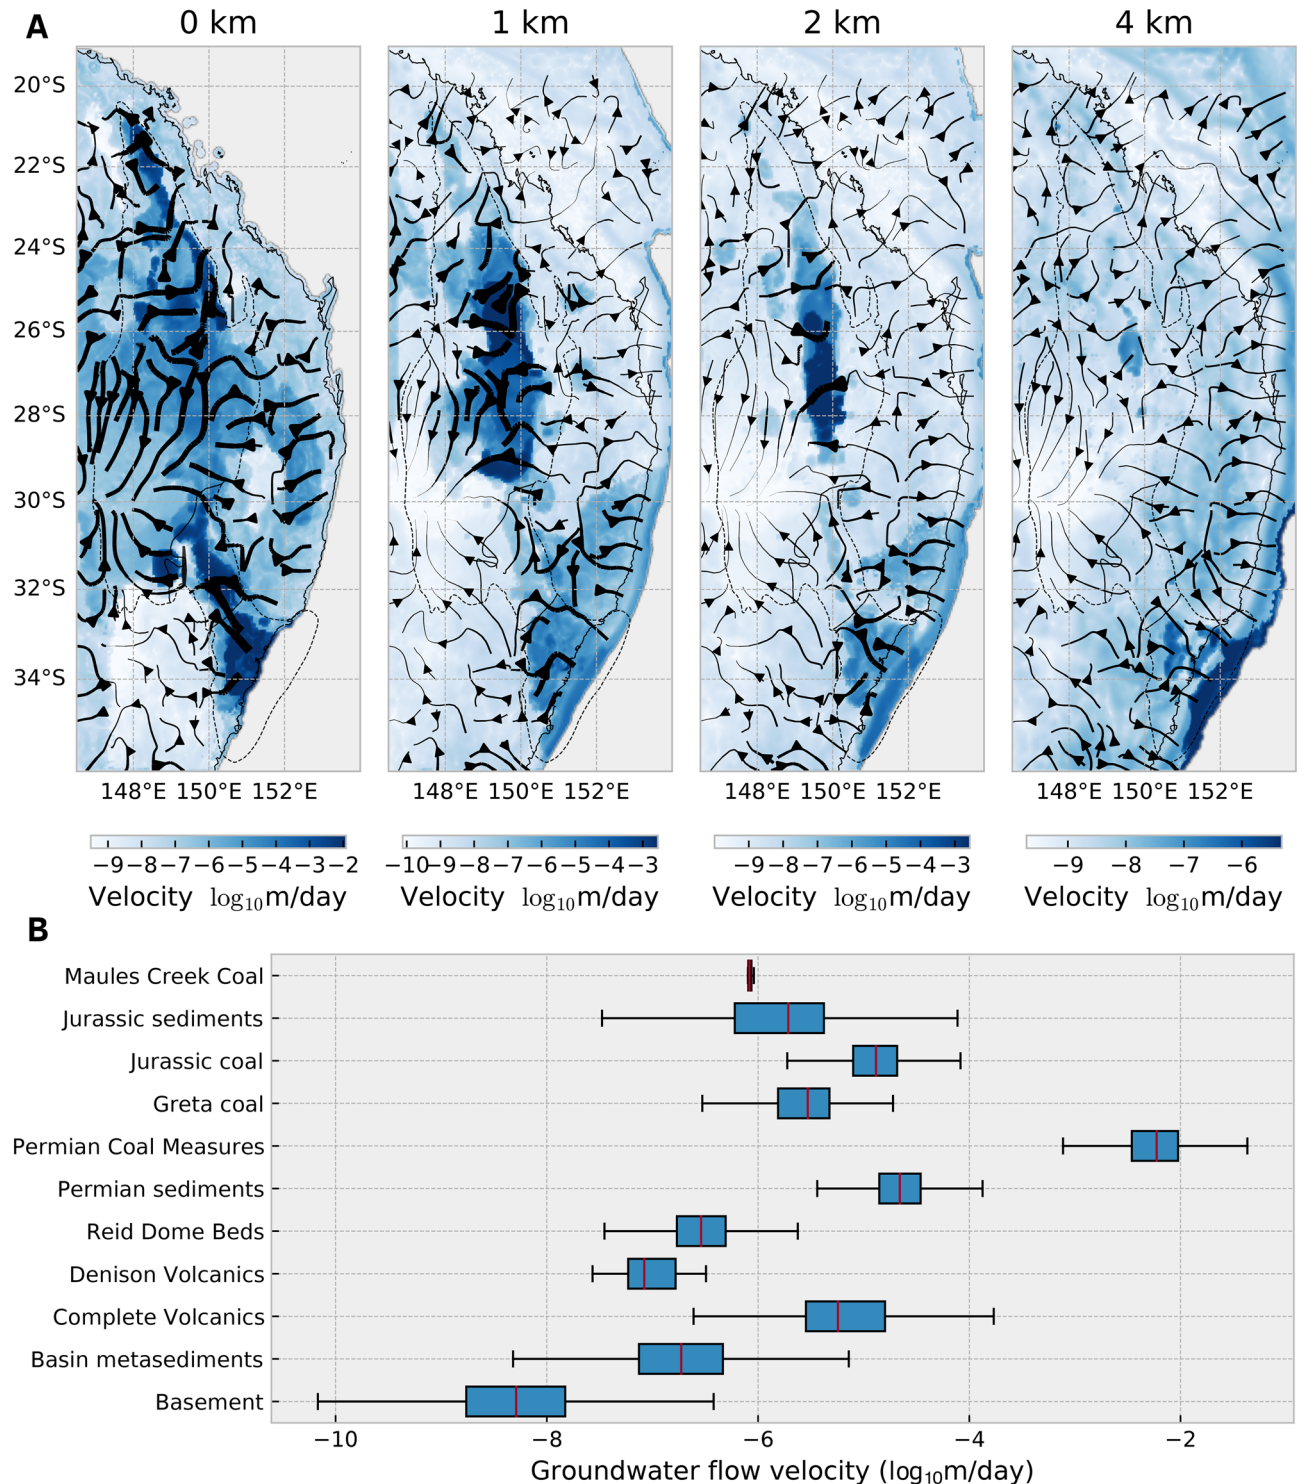 A
0 km
1 km
2 km
4 km
20°S
22°S
24°S
26°S
28°S
30°S
32°S
34°S
148°E 150°E 152°E
148°E 150°E 152°E
148°E 150°E 152°E
148°E 150°E 152°E
−9 −8 −7 −6 −5 −4 −3 −2
−10 −9 −8 −7 −6 −5 −4 −3
−9 −8 −7 −6 −5 −4 −3
−9 −8 −7 −6
Velocity log₁₀m/day
Velocity log₁₀m/day
Velocity log₁₀m/day
Velocity log₁₀m/day
B
Maules Creek Coal
Jurassic sediments
Jurassic coal
Greta coal
Permian Coal Measures
Permian sediments
Reid Dome Beds
Denison Volcanics
Complete Volcanics
Basin metasediments
Basement
−10 −8 −6 −4 −2
Groundwater flow velocity (log₁₀m/day)